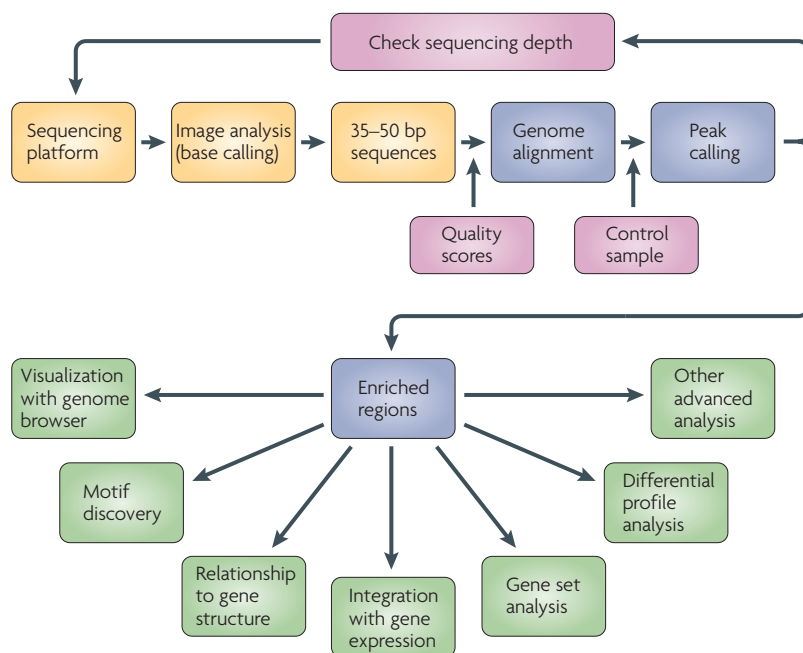 Check sequencing depth
Sequencing
platform
Image analysis
(base calling)
35–50 bp
sequences
Genome
alignment
Peak
calling
Quality
scores
Control
sample
Enriched
regions
Visualization
with genome
browser
Other
advanced
analysis
Motif
discovery
Differential
profile
analysis
Relationship
to gene
structure
Integration
with gene
expression
Gene set
analysis